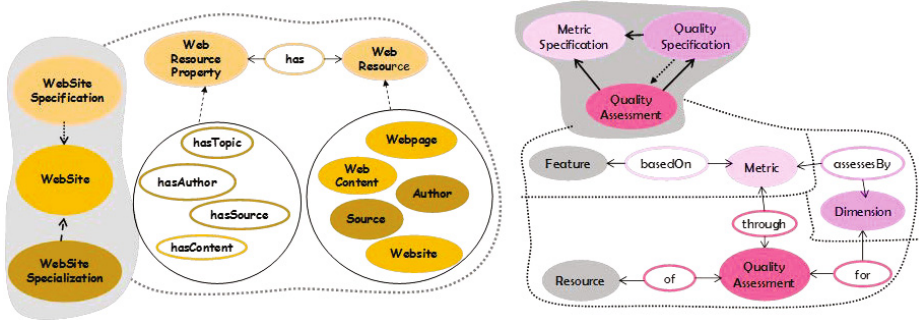 WebSite
Specification
WebSite
WebSite
Specialization
Web
Resource
Property
has
Web
Resource
hasTopic
hasAuthor
hasSource
hasContent
Webpage
Web
Content
Author
Source
Website
Metric
Specification
Quality
Specification
Quality
Assessment
Feature
basedOn
Metric
assessesBy
Dimension
through
Resource
of
Quality
Assessment
for